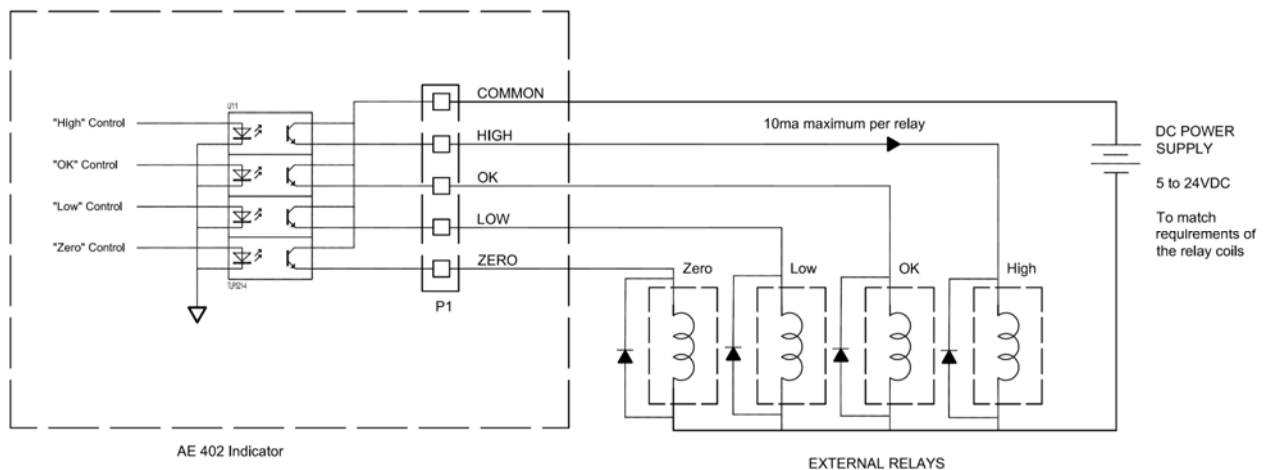 COMMON
U11
"High" Control
HIGH
10ma maximum per relay
DC POWER
SUPPLY
5 to 24VDC
To match
requirements of
the relay coils
"OK" Control
OK
"Low" Control
LOW
"Zero" Control
ZERO
TLP521-4
P1
Zero
Low
OK
High
AE 402 Indicator
EXTERNAL RELAYS